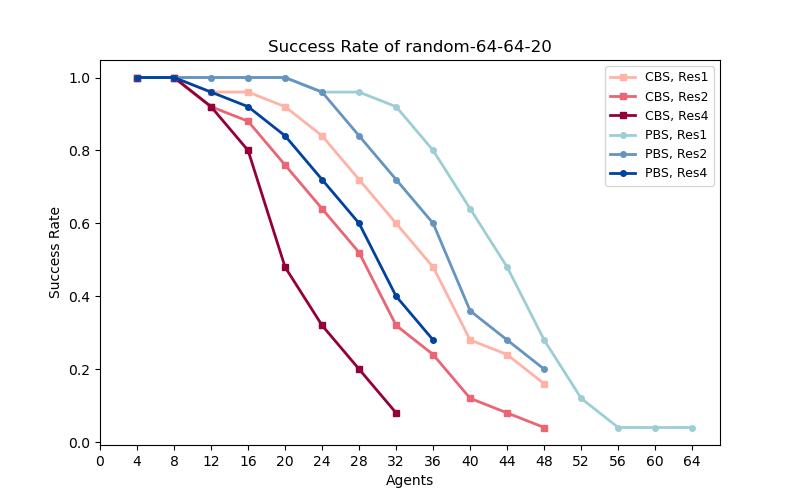 Success Rate of random-64-64-20
CBS, Res1
CBS, Res2
CBS, Res4
PBS, Res1
PBS, Res2
PBS, Res4
Success Rate
1.0
0.8
0.6
0.4
0.2
0.0
0 4 8 12 16 20 24 28 32 36 40 44 48 52 56 60 64
Agents